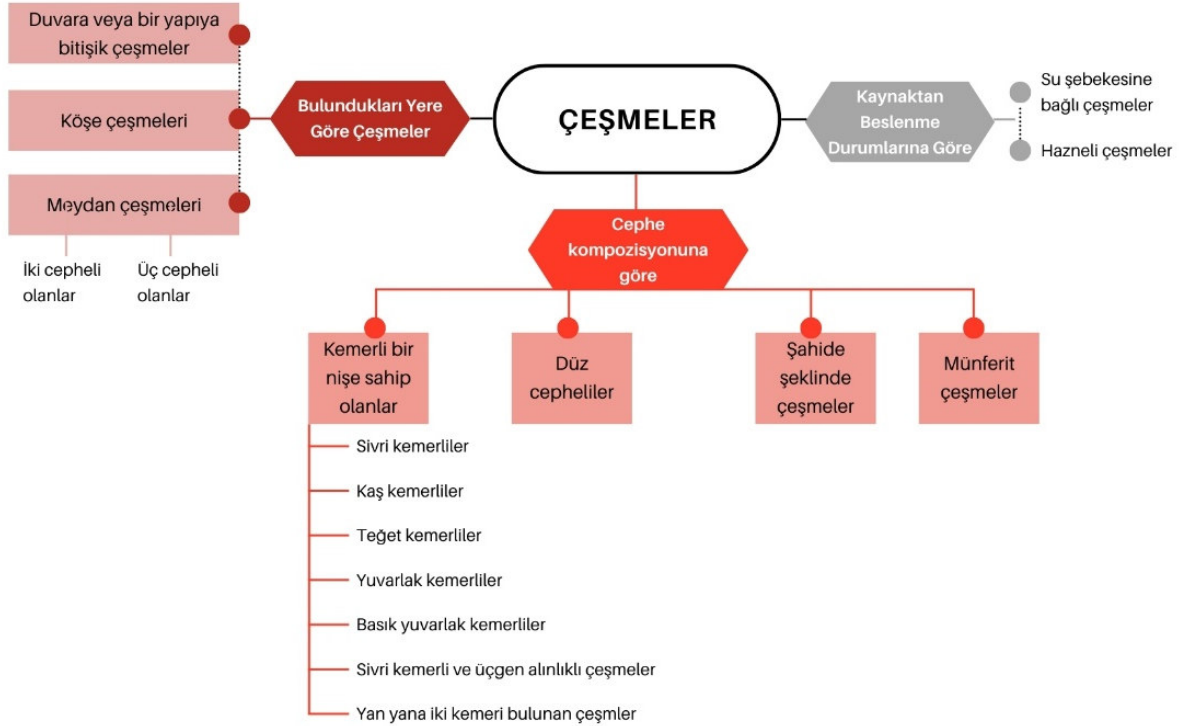 ÇEŞMELER
Bulundukları Yere
Göre Çeşmeler
Duvara veya bir yapıya
bitişik çeşmeler
Köşe çeşmeleri
Meydan çeşmeleri
İki cepheli
olanlar
Üç cepheli
olanlar
Kaynaktan
Beslenme
Durumlarına Göre
Su şebekesine
bağlı çeşmeler
Hazneli çeşmeler
Cephe
kompozisyonuna
göre
Kemerli bir
nişe sahip
olanlar
Sivri kemerliler
Kaş kemerliler
Teğet kemerliler
Yuvarlak kemerliler
Basık yuvarlak kemerliler
Sivri kemerli ve üçgen alınlıklı çeşmeler
Yan yana iki kemeri bulunan çeşmler
Düz
cepheliler
Şahide
şeklinde
çeşmeler
Münferit
çeşmeler